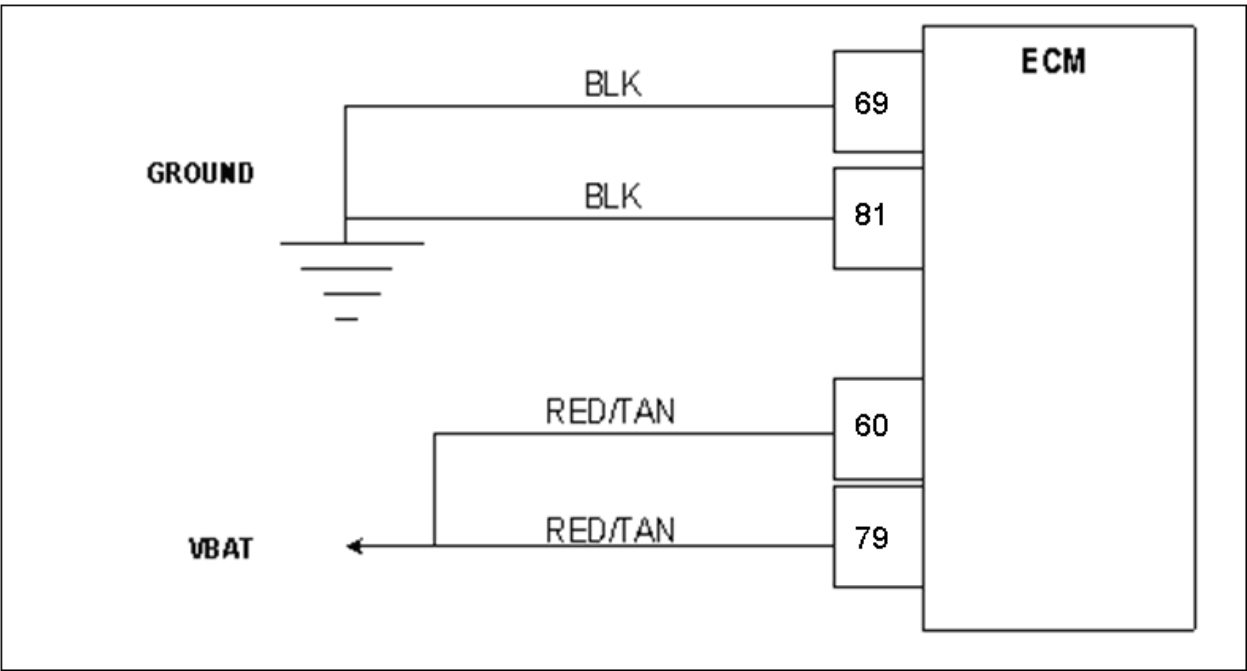 ECM
BLK
69
GROUND
BLK
81
RED/TAN
60
RED/TAN
79
VBAT